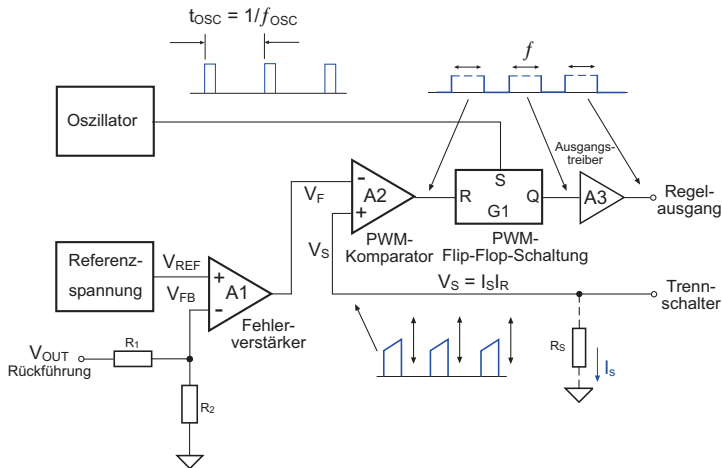 tOSC = 1/fOSC
f
Oszillator
Ausgangs-
treiber
S
R
Q
G1
A2
-
+
A3
VF
VS
Regel-
ausgang
PWM-
Komparator
PWM-
Flip-Flop-Schaltung
Referenz-
spannung
VREF
VFB
+
-
A1
Fehler-
verstärker
VS = ISIR
Trenn-
schalter
VOUT
Rückführung
R1
R2
RS
IS